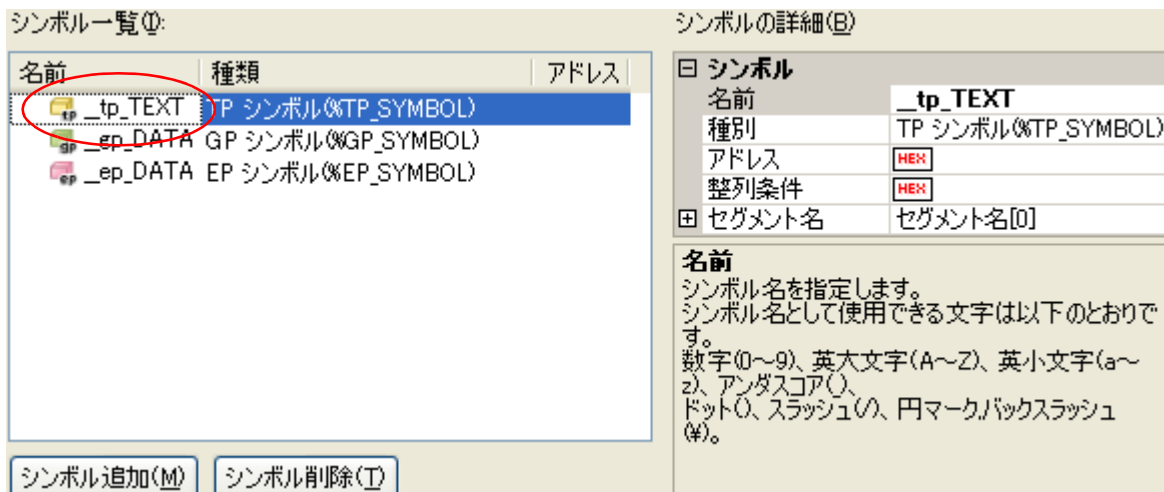 シンボル一覧(I):
名前 種類 アドレス
__tp_TEXT TP シンボル(%TP_SYMBOL)
__gp_DATA GP シンボル(%GP_SYMBOL)
__ep_DATA EP シンボル(%EP_SYMBOL)
シンボル追加(M) シンボル削除(T)
シンボルの詳細(B)
シンボル
名前 __tp_TEXT
種別 TP シンボル(%TP_SYMBOL)
アドレス HEX
整列条件 HEX
セグメント名 セグメント名[0]
名前
シンボル名を指定します。
シンボル名として使用できる文字は以下のとおりで
す。
数字(0～9)、英大文字(A～Z)、英小文字(a～
z)、アンダスコア(_)、
ドット(.)、スラッシュ(/)、円マーク/バックスラッシュ
(¥)。